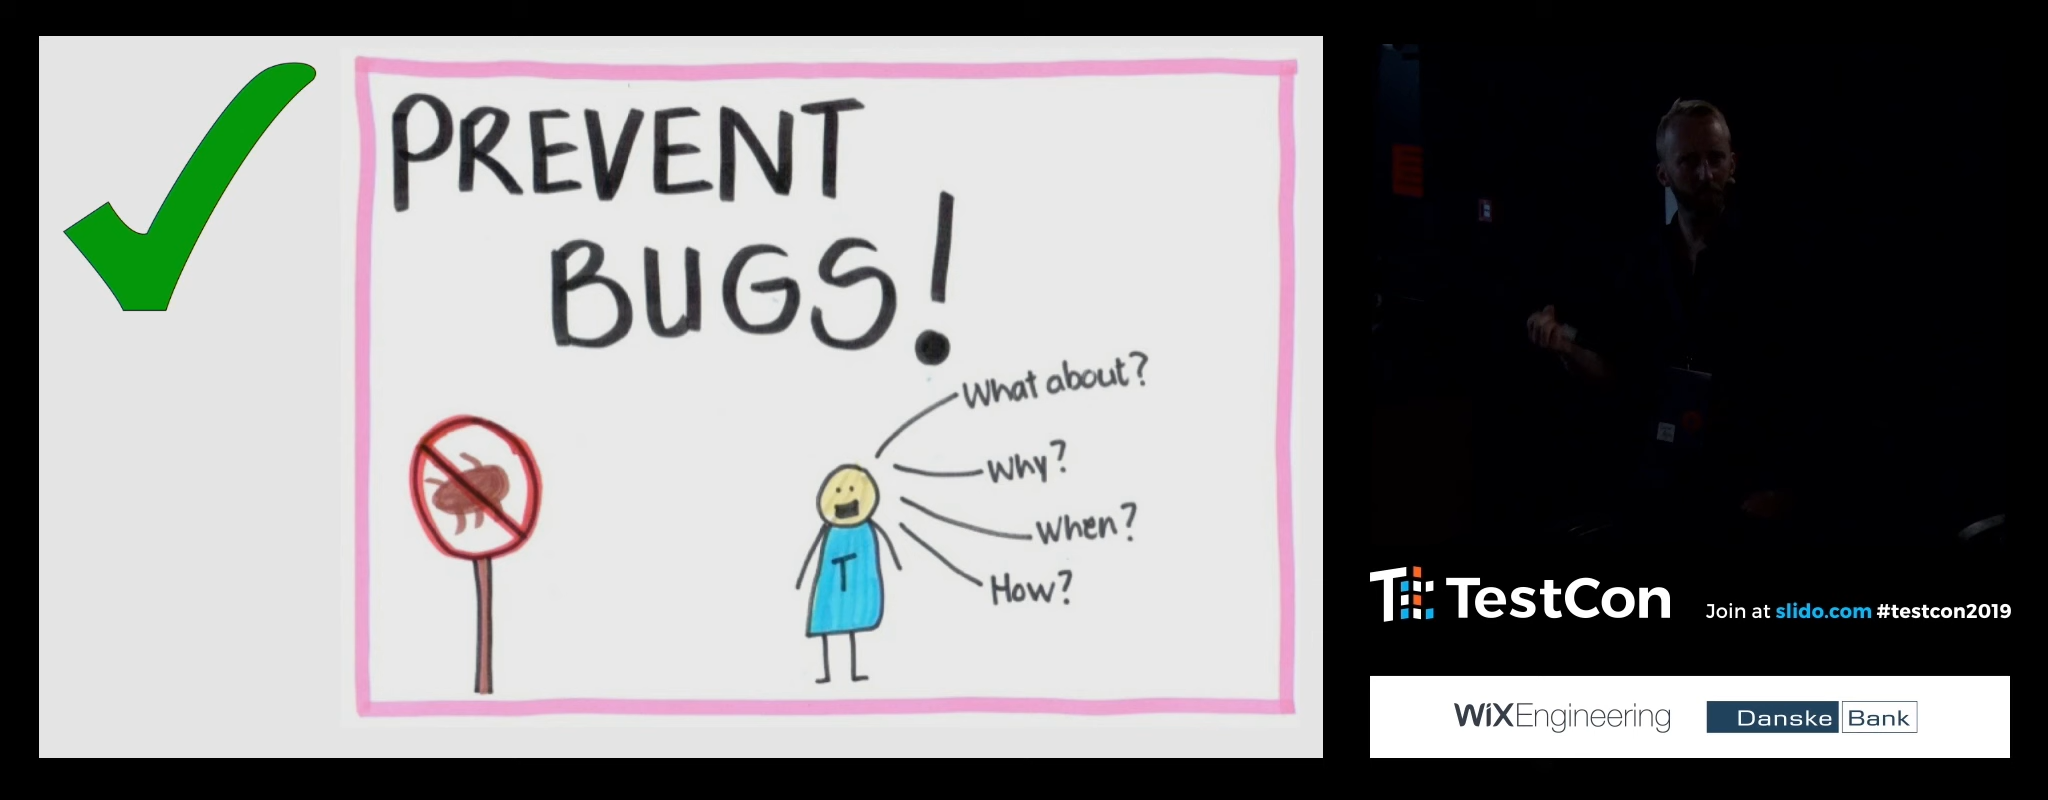 PREVENT
BUGS!
What about?
Why?
When?
How?
T
TestCon
Join at slido.com #testcon2019
WiXEngineering
Danske Bank